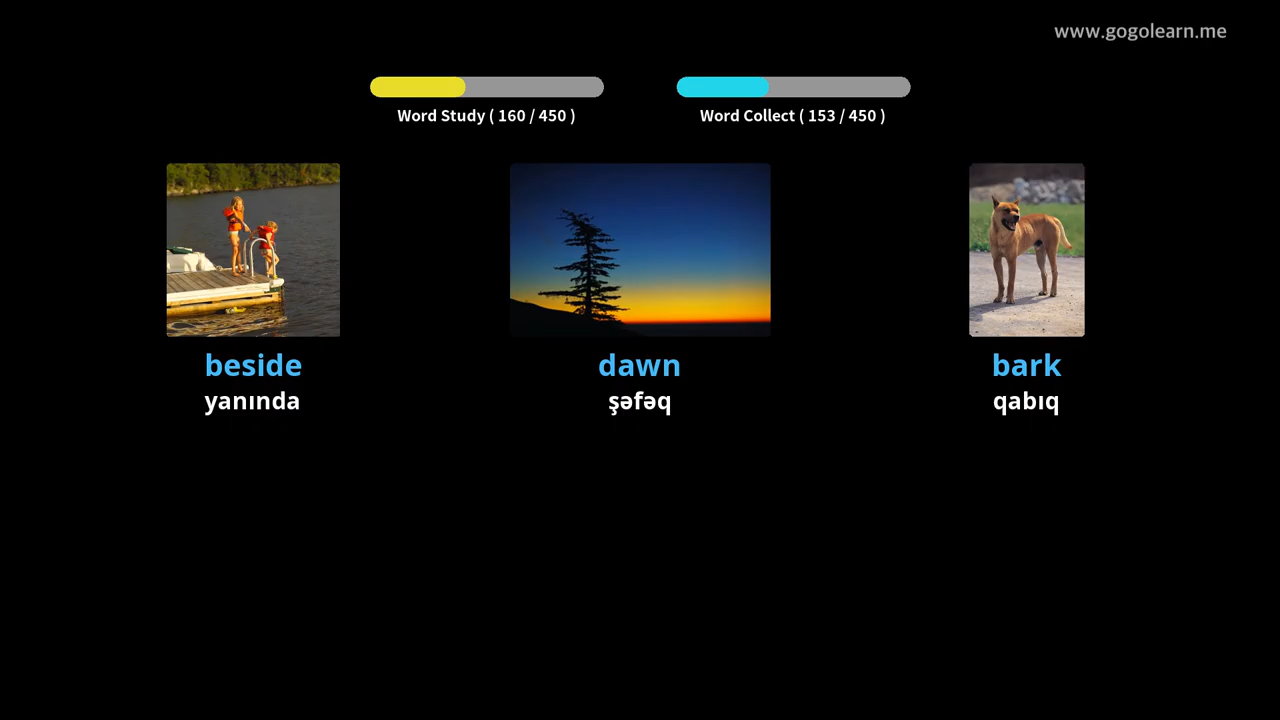 www.gogolearn.me
Word Study ( 160 / 450 )
Word Collect ( 153 / 450 )
beside
yanında
dawn
şəfəq
bark
qabıq